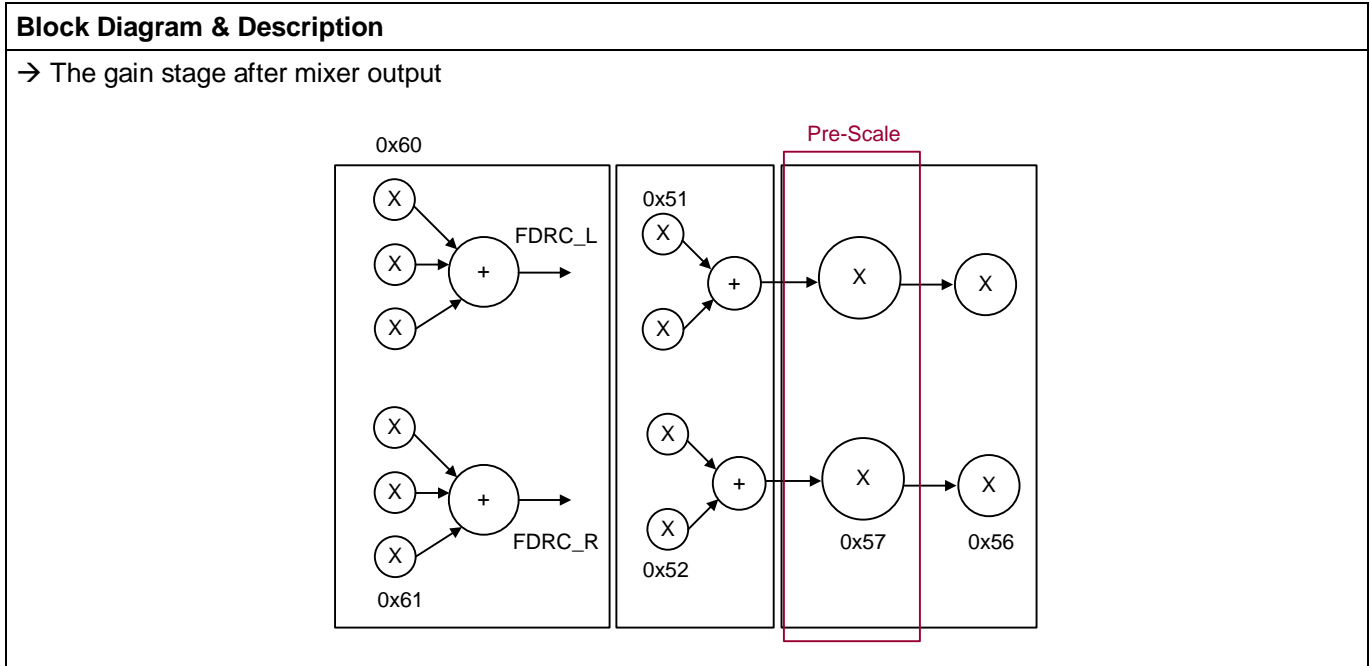 Block Diagram & Description
→ The gain stage after mixer output
Pre-Scale
0x60
X
0x51
X
FDRC_L
X
X
+
+
X
X
X
X
X
X
FDRC_R
X
+
+
X
X
X
X
X
0x57
0x56
0x52
0x61